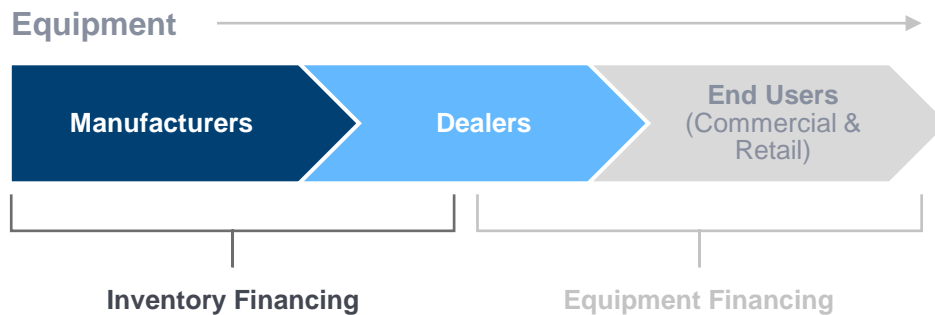 Equipment
Manufacturers
Dealers
End Users
(Commercial &
Retail)
Inventory Financing
Equipment Financing